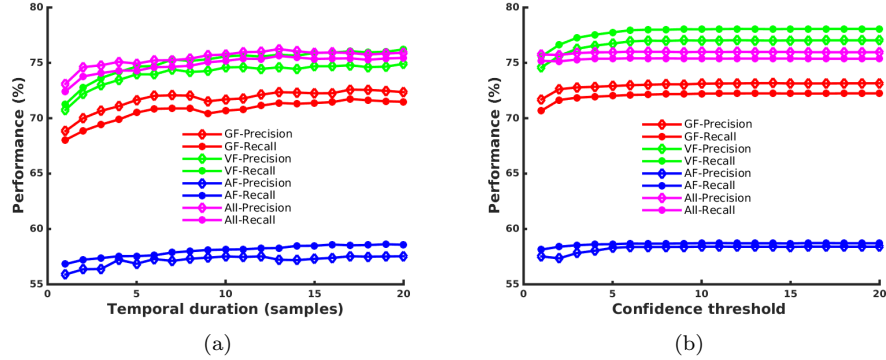 80
75
70
65
60
55
0
5
10
15
20
Performance (%)
Temporal duration (samples)
GF-Precision
GF-Recall
VF-Precision
VF-Recall
AF-Precision
AF-Recall
All-Precision
All-Recall
(a)
80
75
70
65
60
55
0
5
10
15
20
Performance (%)
Confidence threshold
GF-Precision
GF-Recall
VF-Precision
VF-Recall
AF-Precision
AF-Recall
All-Precision
All-Recall
(b)